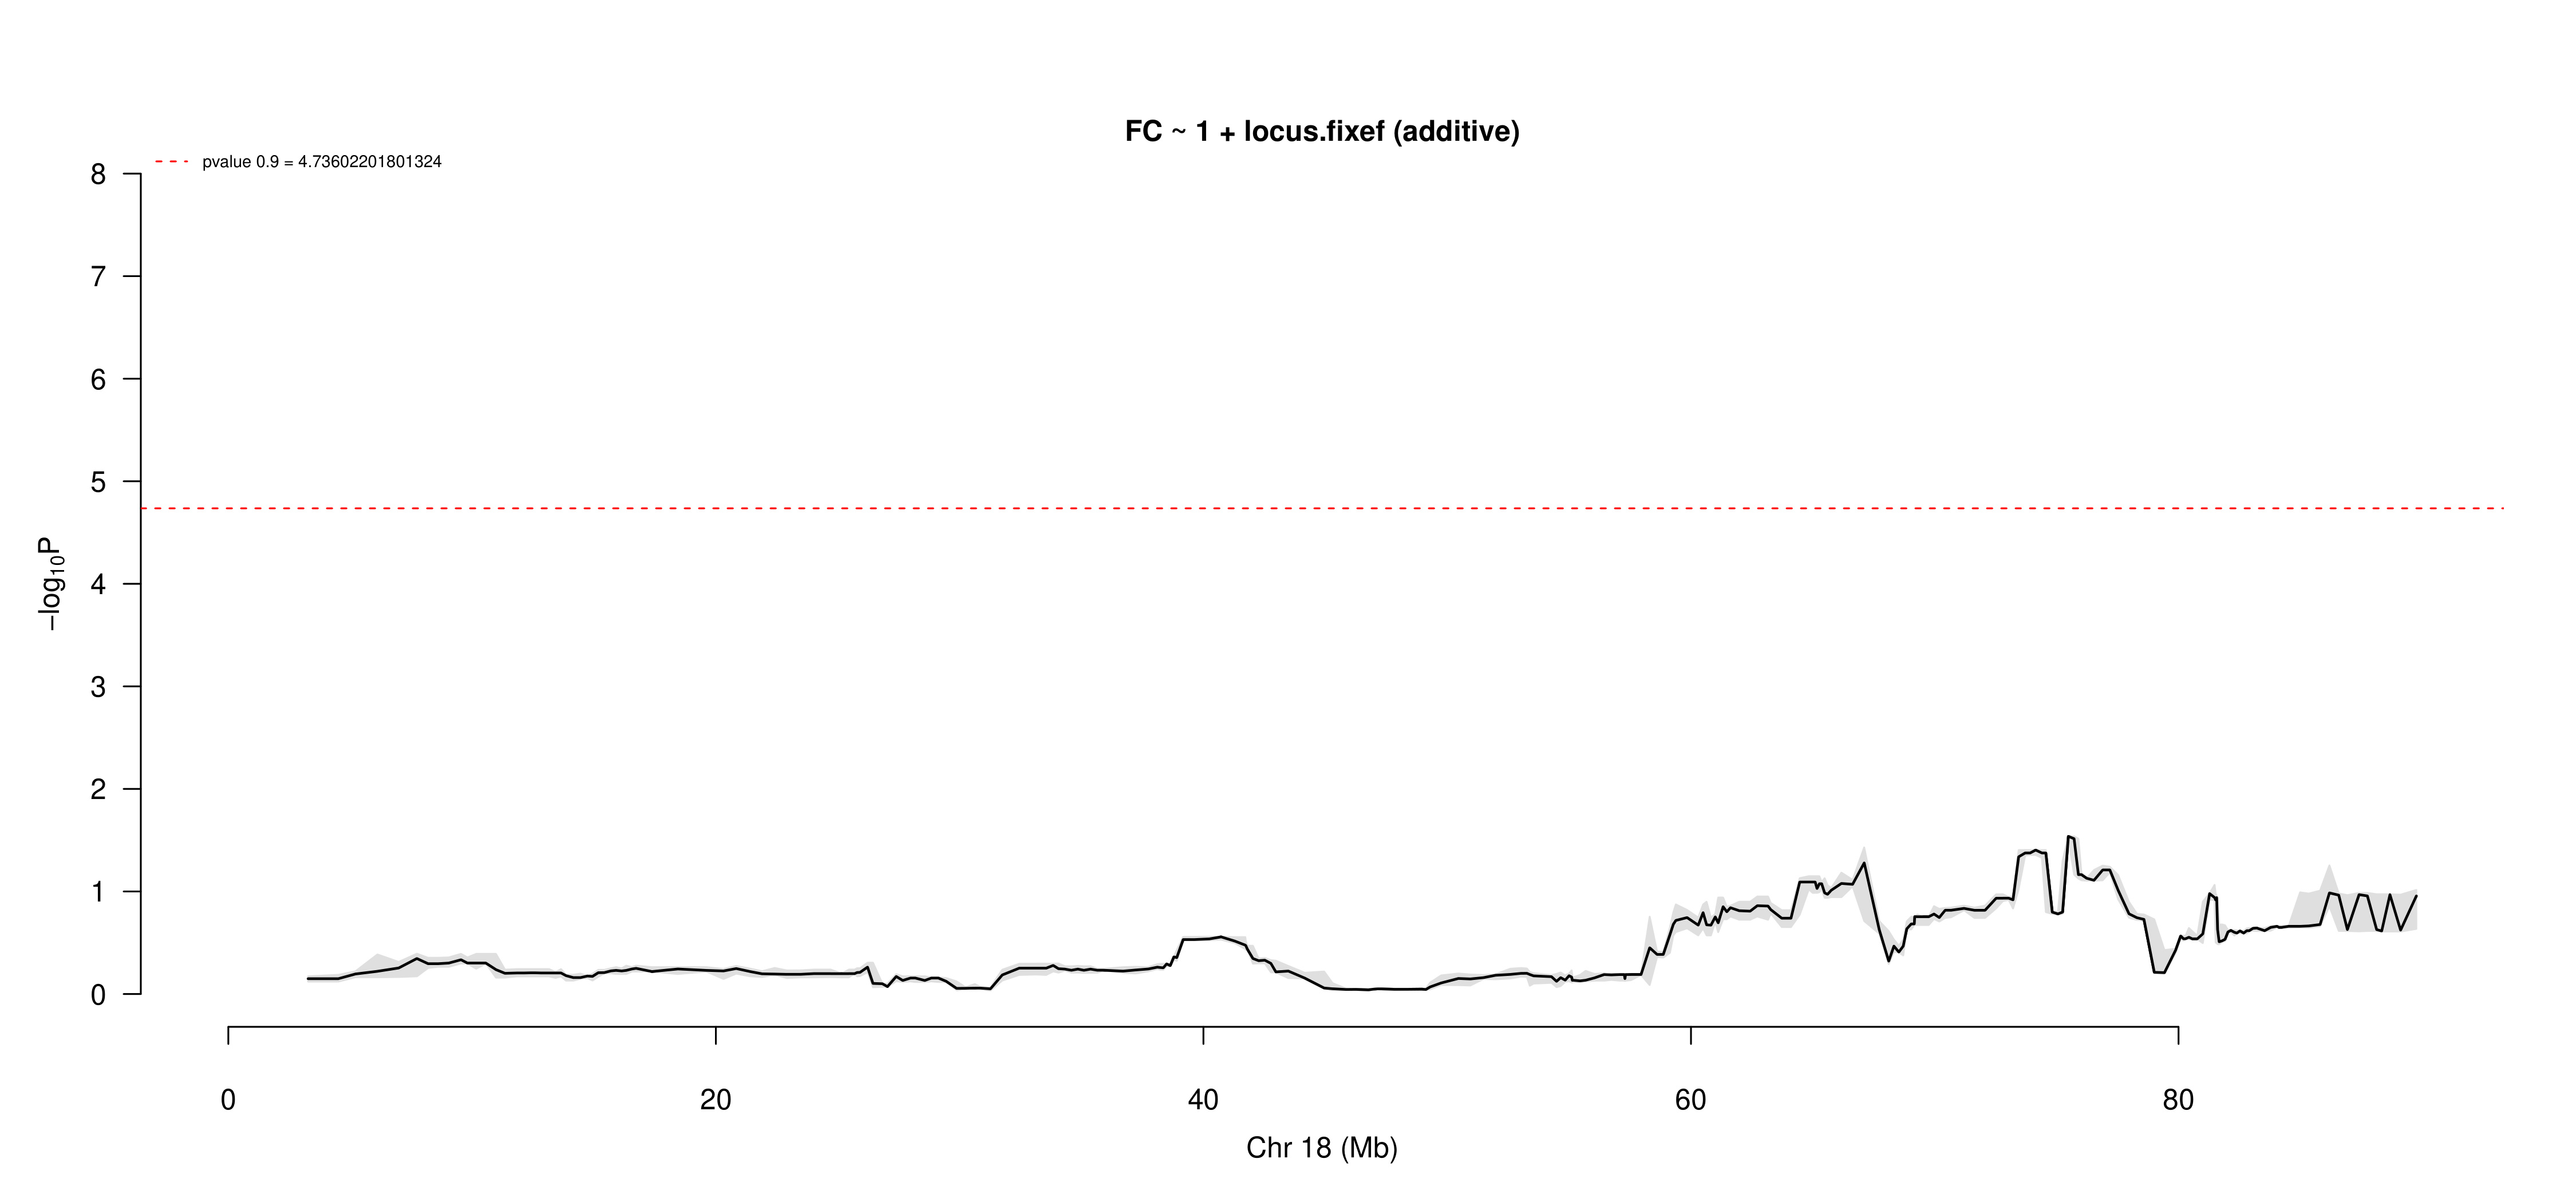 FC ~ 1 + locus.fixef (additive)
pvalue 0.9 = 4.73602201801324
8
7
6
5
4
3
2
1
0
−log10P
0 20 40 60 80
Chr 18 (Mb)